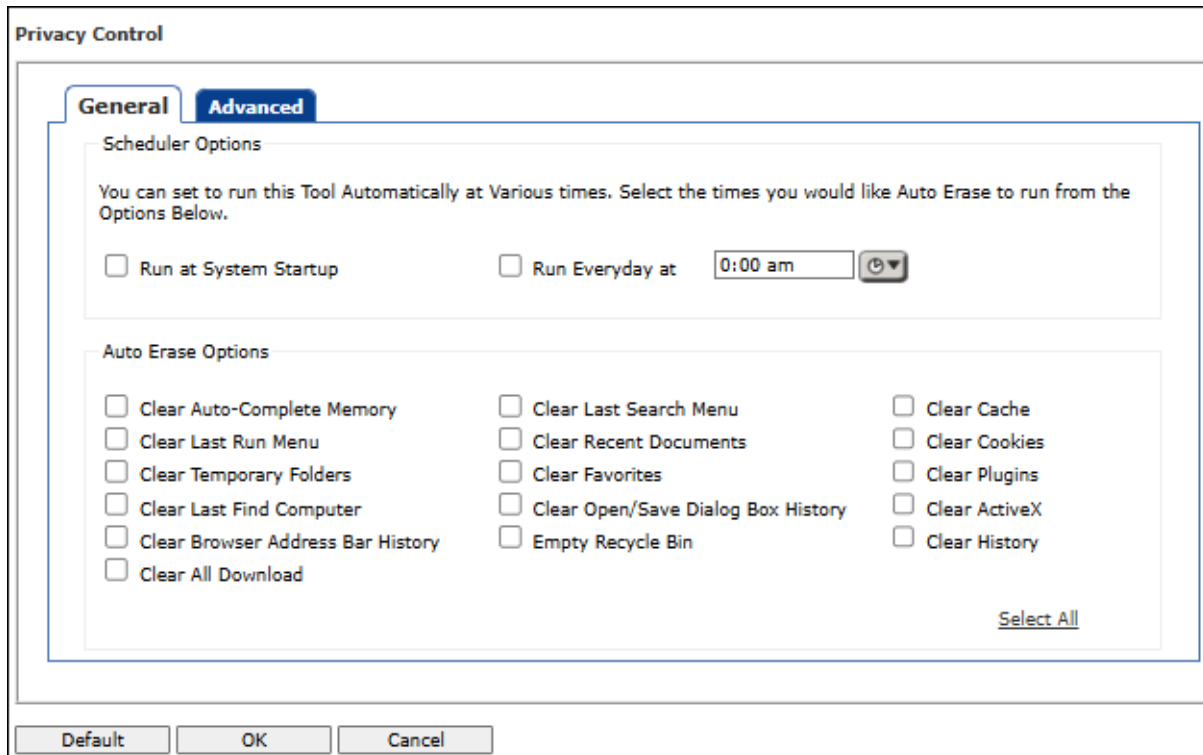 Privacy Control
General
Advanced
Scheduler Options
You can set to run this Tool Automatically at Various times. Select the times you would like Auto Erase to run from the
Options Below.
Run at System Startup
Run Everyday at
0:00 am
Auto Erase Options
Clear Auto-Complete Memory
Clear Last Search Menu
Clear Cache
Clear Last Run Menu
Clear Recent Documents
Clear Cookies
Clear Temporary Folders
Clear Favorites
Clear Plugins
Clear Last Find Computer
Clear Open/Save Dialog Box History
Clear ActiveX
Clear Browser Address Bar History
Empty Recycle Bin
Clear History
Clear All Download
Select All
Default
OK
Cancel